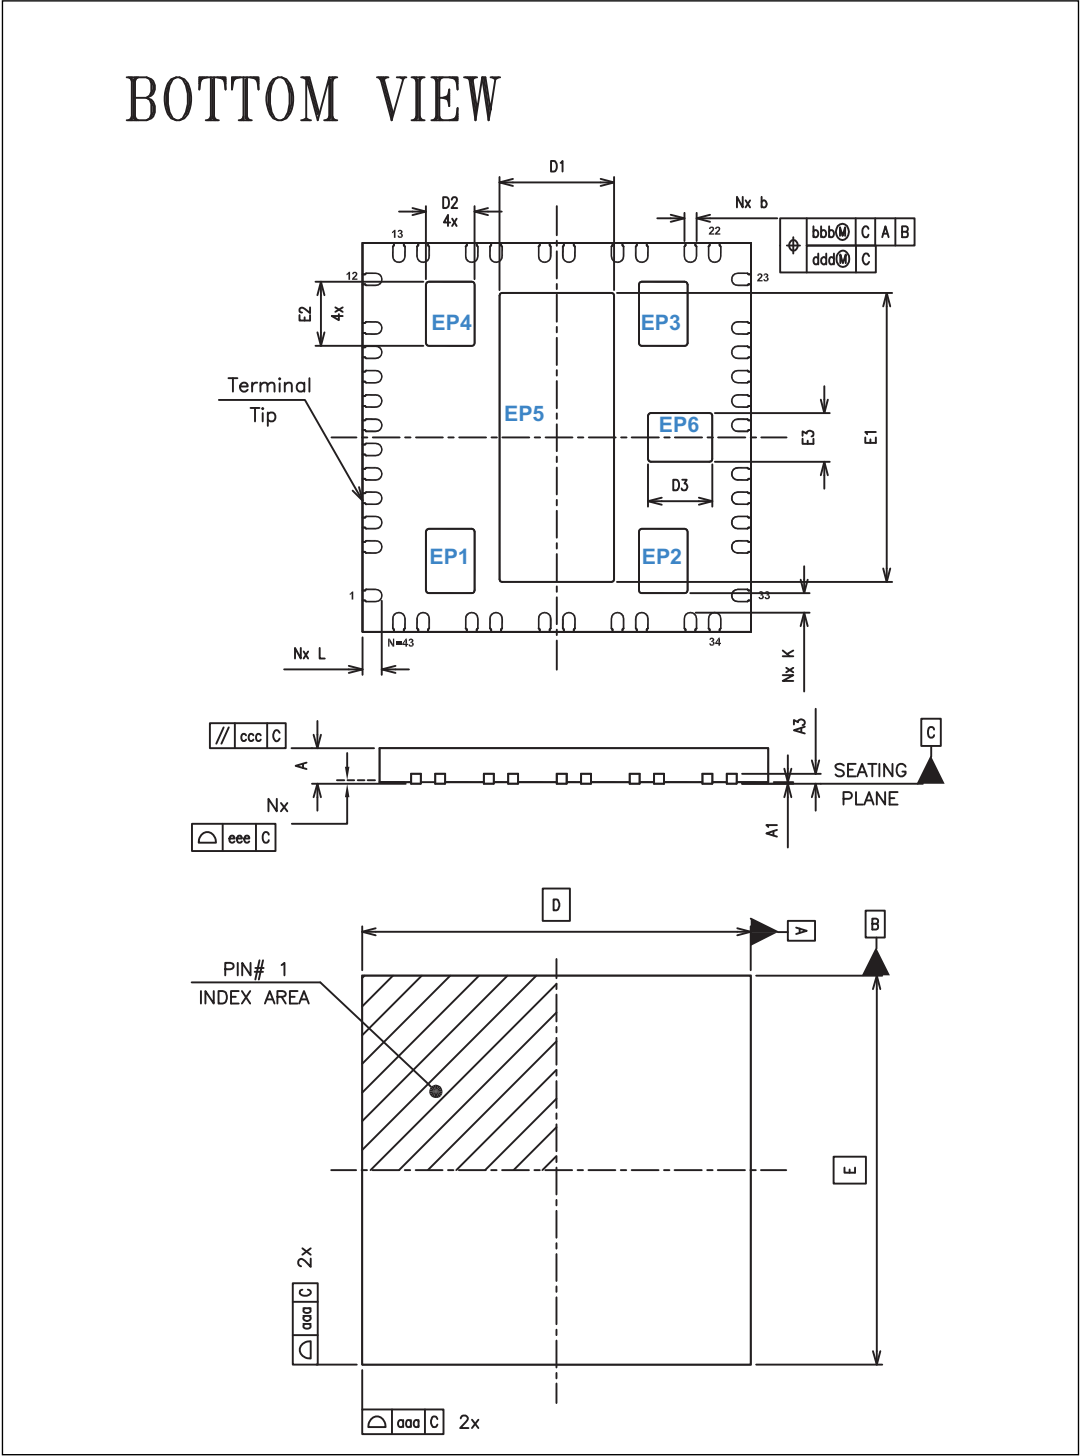 BOTTOM VIEW
D1
D2
4x
Nx b
bbbⓂ C A B
dddⓂ C
13
22
12
23
E2
4x
EP4
EP3
Terminal
Tip
EP5
EP6
E3
E1
D3
EP1
EP2
1
33
N=43
34
Nx L
Nx K
// ccc C
A
A3
C
SEATING
PLANE
Nx
eee C
A1
D
A
B
PIN# 1
INDEX AREA
E
2x
aaa C
aaa C 2x